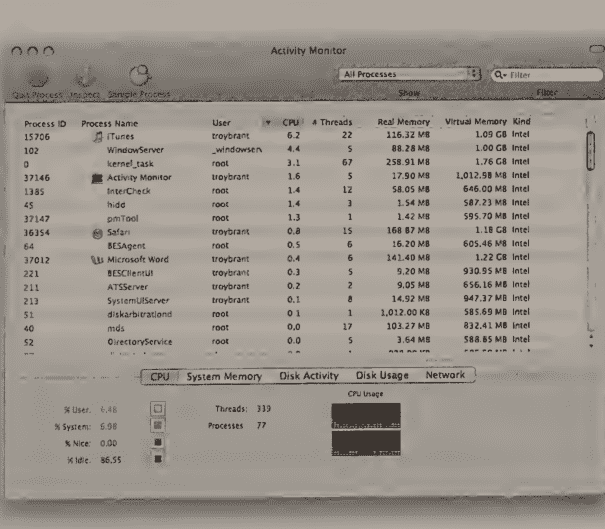 Activity Monitor
All Processes Filter
Quit Process Inspect Sample Process Show Filter
Process ID Process Name User CPU # Threads Real Memory Virtual Memory Kind
15706 iTunes troybrant 6.2 22 116.32 MB 1.09 GB Intel
102 WindowServer _windowserv 4.4 5 88.28 MB 1.00 GB Intel
0 kernel_task root 3.1 67 258.91 MB 1.76 GB Intel
37146 Activity Monitor troybrant 1.6 5 17.90 MB 1,012.98 MB Intel
1385 InterCheck root 1.4 12 58.05 MB 646.00 MB Intel
45 hidd root 1.4 3 1.54 MB 587.23 MB Intel
37147 pmTool root 1.3 1 1.42 MB 595.70 MB Intel
36354 Safari troybrant 0.8 15 168.87 MB 1.18 GB Intel
64 BESAgent root 0.5 6 16.20 MB 605.46 MB Intel
37012 Microsoft Word troybrant 0.4 6 141.40 MB 1.22 GB Intel
221 BESClientUI troybrant 0.3 5 9.20 MB 930.95 MB Intel
211 ATSServer troybrant 0.2 2 9.05 MB 656.16 MB Intel
213 SystemUIServer troybrant 0.1 8 14.92 MB 947.37 MB Intel
51 diskarbitrationd root 0.1 1 1,012.00 KB 585.69 MB Intel
40 mds root 0.0 17 103.27 MB 832.41 MB Intel
52 DirectoryService root 0.0 5 3.64 MB 588.85 MB Intel
CPU System Memory Disk Activity Disk Usage Network
CPU Usage
% User: 6.48 Threads: 339
% System: 6.98 Processes 77
% Nice: 0.00
% Idle: 86.55